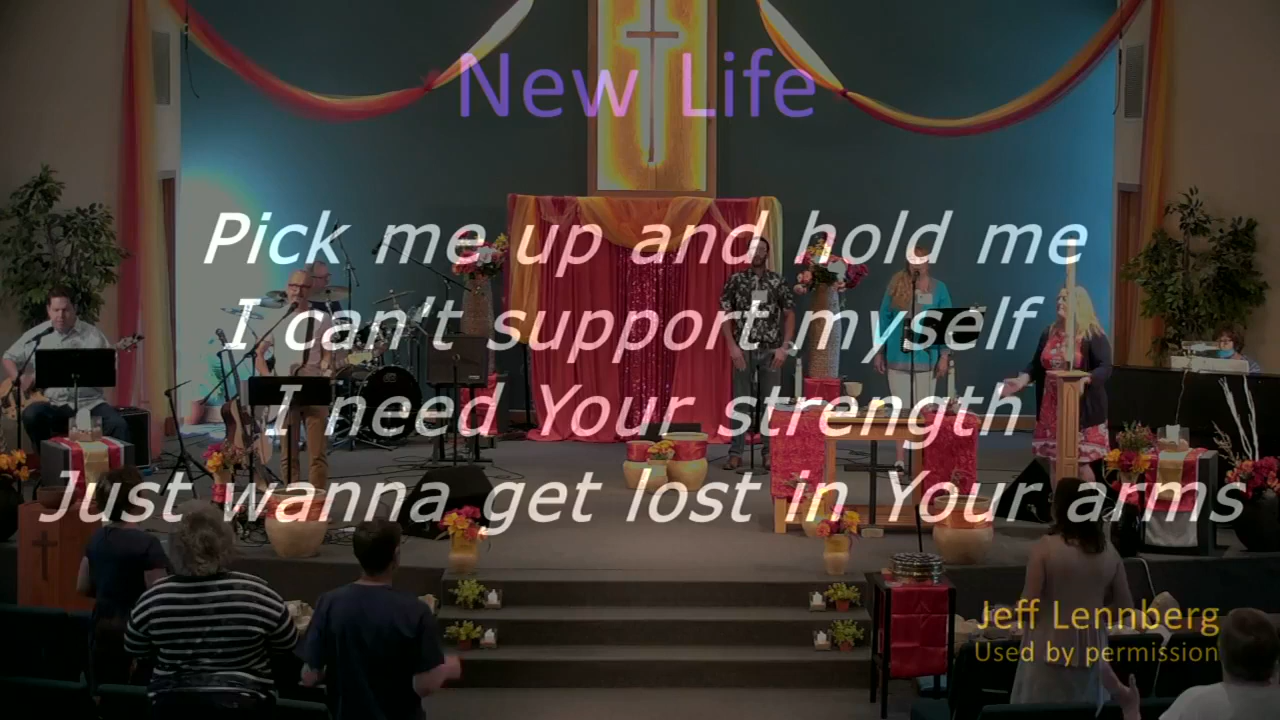 New Life
Pick me up and hold me
I can't support myself
I need Your strength
Just wanna get lost in Your arms
Jeff Lennberg
Used by permission